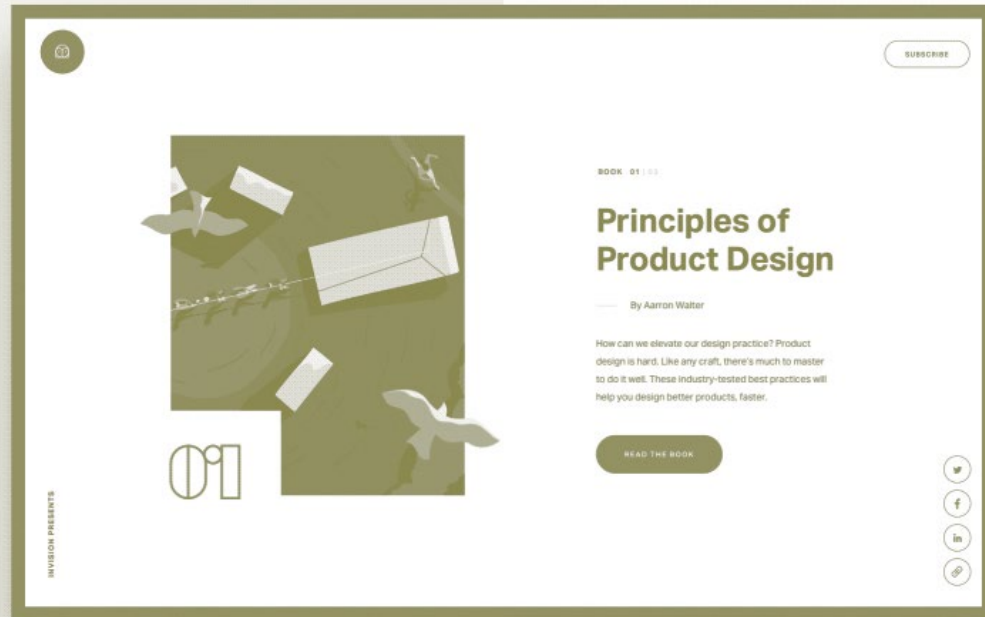 SUBSCRIBE
BOOK 01 | 03
Principles of
Product Design
By Aarron Walter
How can we elevate our design practice? Product
design is hard. Like any craft, there's much to master
to do it well. These industry-tested best practices will
help you design better products, faster.
READ THE BOOK
01
INVISION PRESENTS
in